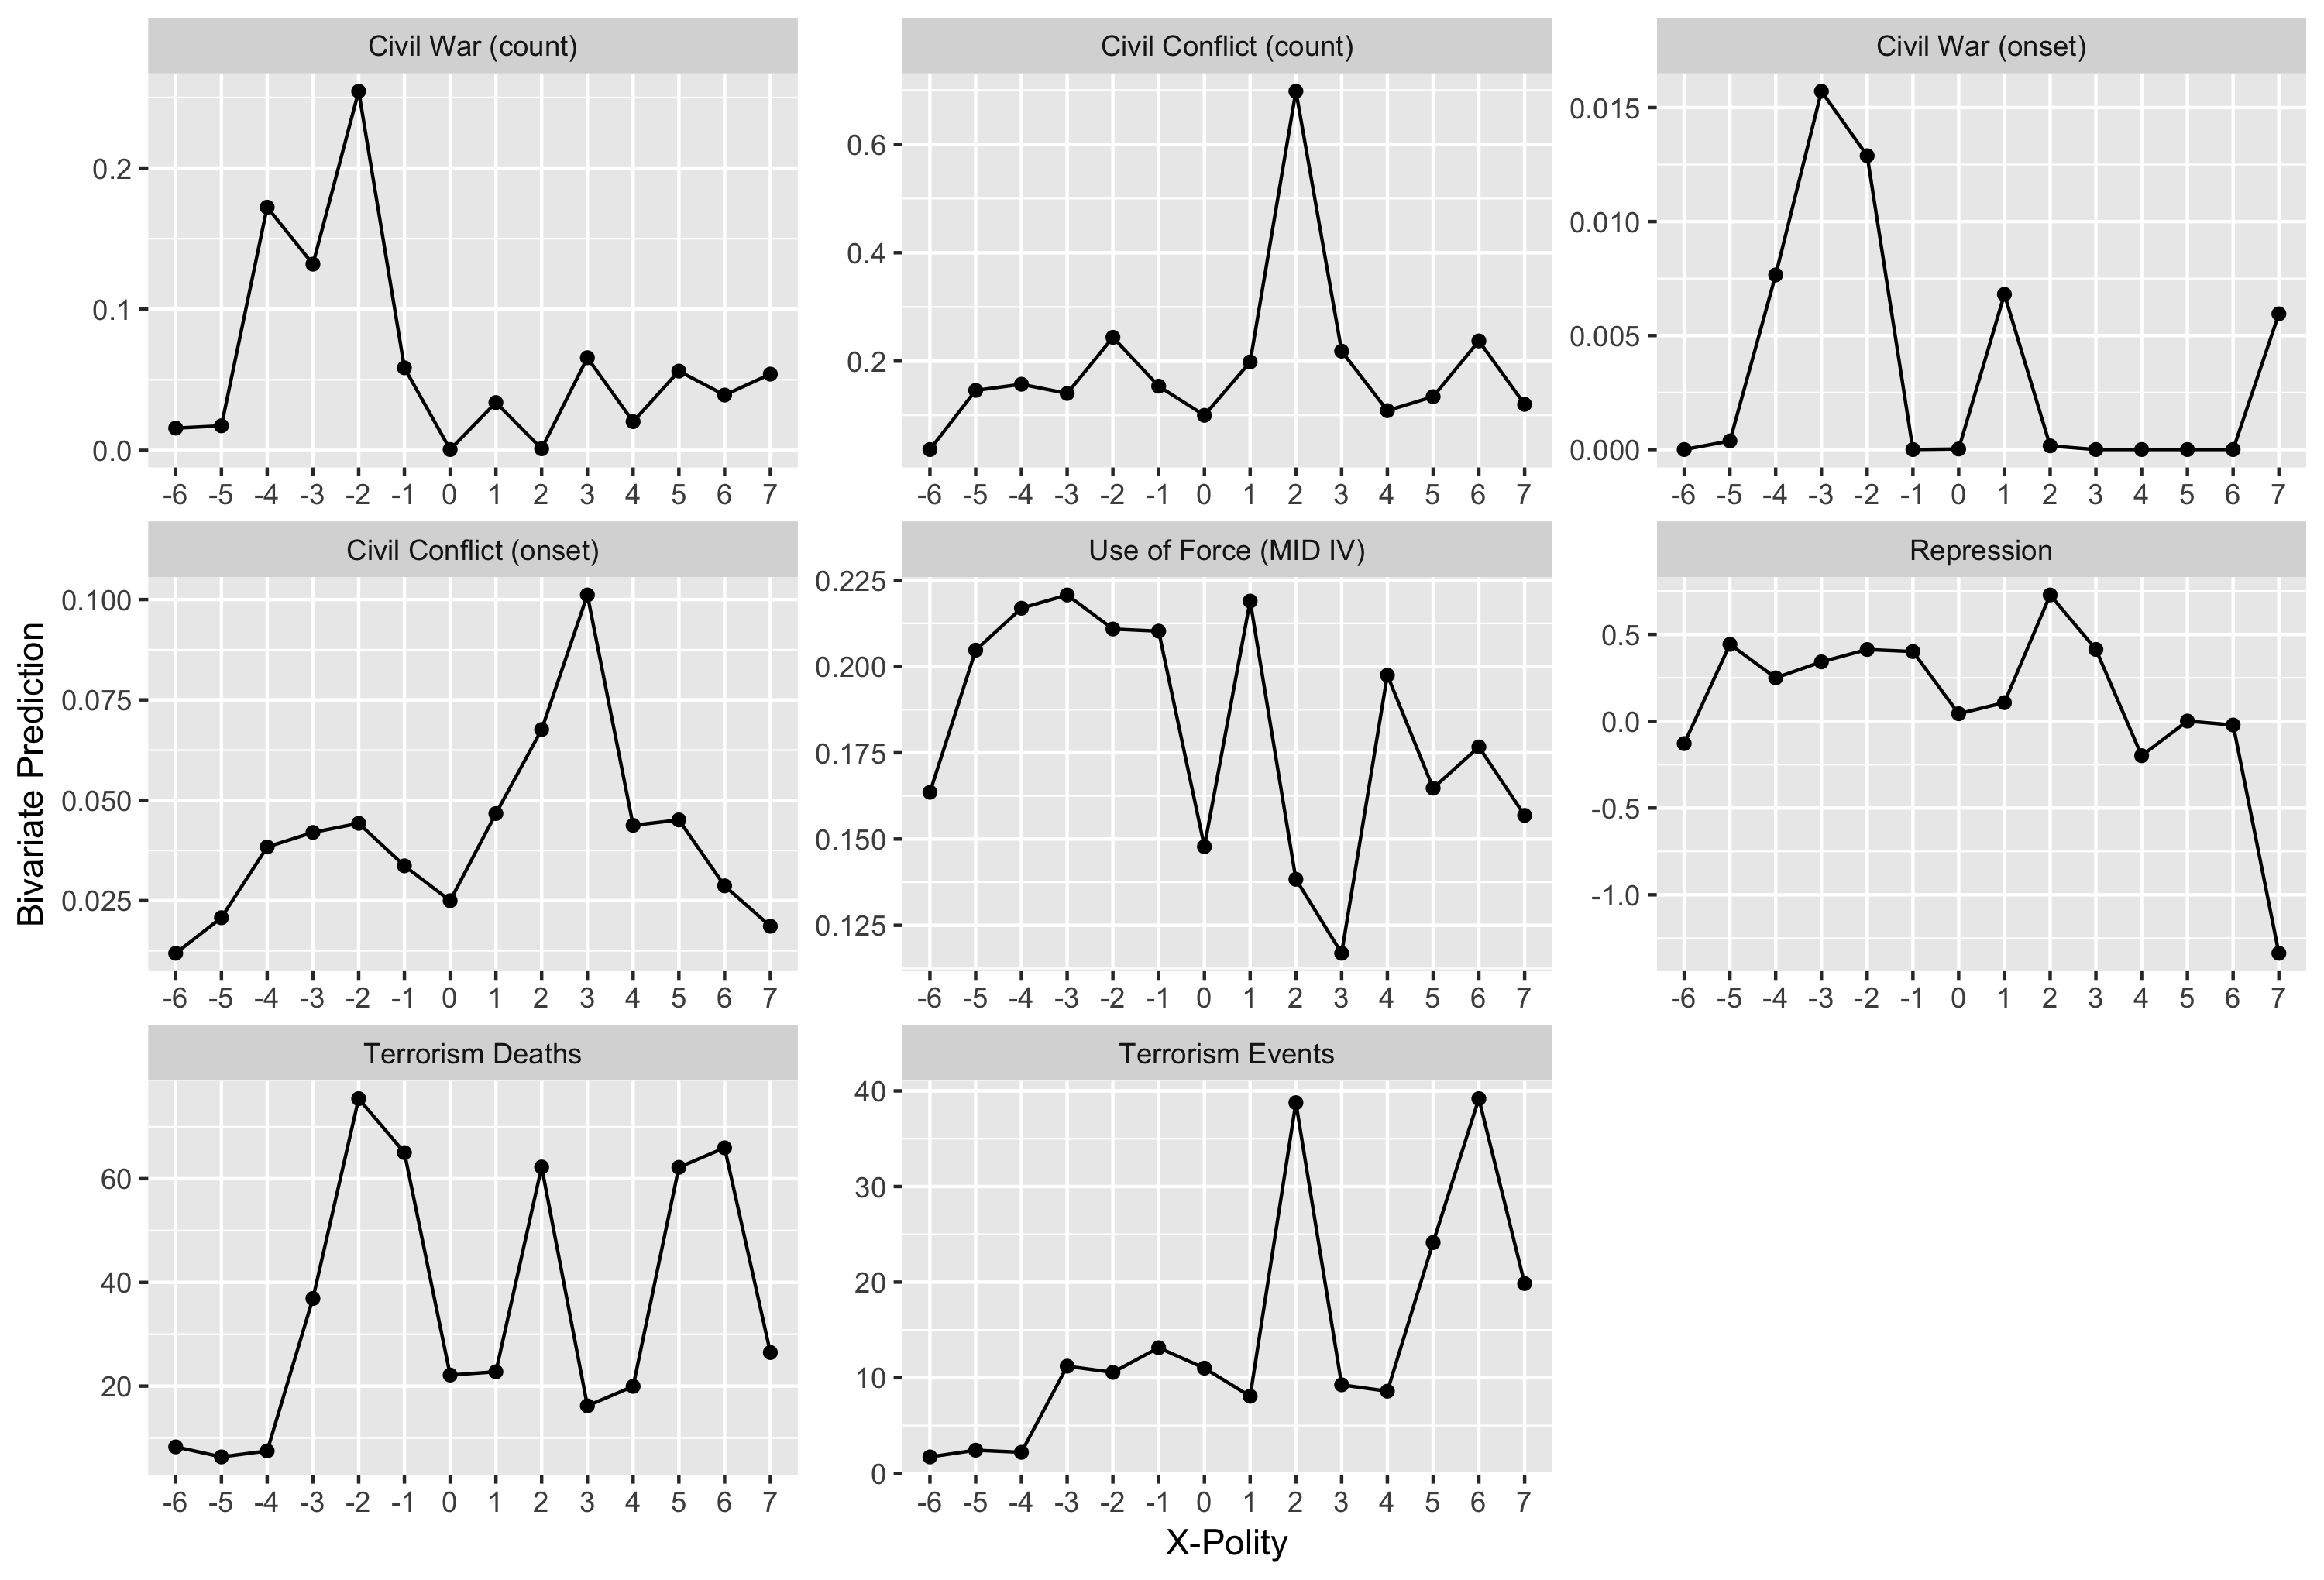 Civil War (count)
Civil Conflict (count)
Civil War (onset)
0.2
0.1
0.0
-6 -5 -4 -3 -2 -1 0 1 2 3 4 5 6 7
0.6
0.4
0.2
-6 -5 -4 -3 -2 -1 0 1 2 3 4 5 6 7
0.015
0.010
0.005
0.000
-6 -5 -4 -3 -2 -1 0 1 2 3 4 5 6 7
Bivariate Prediction
Civil Conflict (onset)
Use of Force (MID IV)
Repression
0.100
0.075
0.050
0.025
-6 -5 -4 -3 -2 -1 0 1 2 3 4 5 6 7
0.225
0.200
0.175
0.150
0.125
-6 -5 -4 -3 -2 -1 0 1 2 3 4 5 6 7
0.5
0.0
-0.5
-1.0
-6 -5 -4 -3 -2 -1 0 1 2 3 4 5 6 7
Terrorism Deaths
Terrorism Events
60
40
20
-6 -5 -4 -3 -2 -1 0 1 2 3 4 5 6 7
40
30
20
10
0
-6 -5 -4 -3 -2 -1 0 1 2 3 4 5 6 7
X-Polity